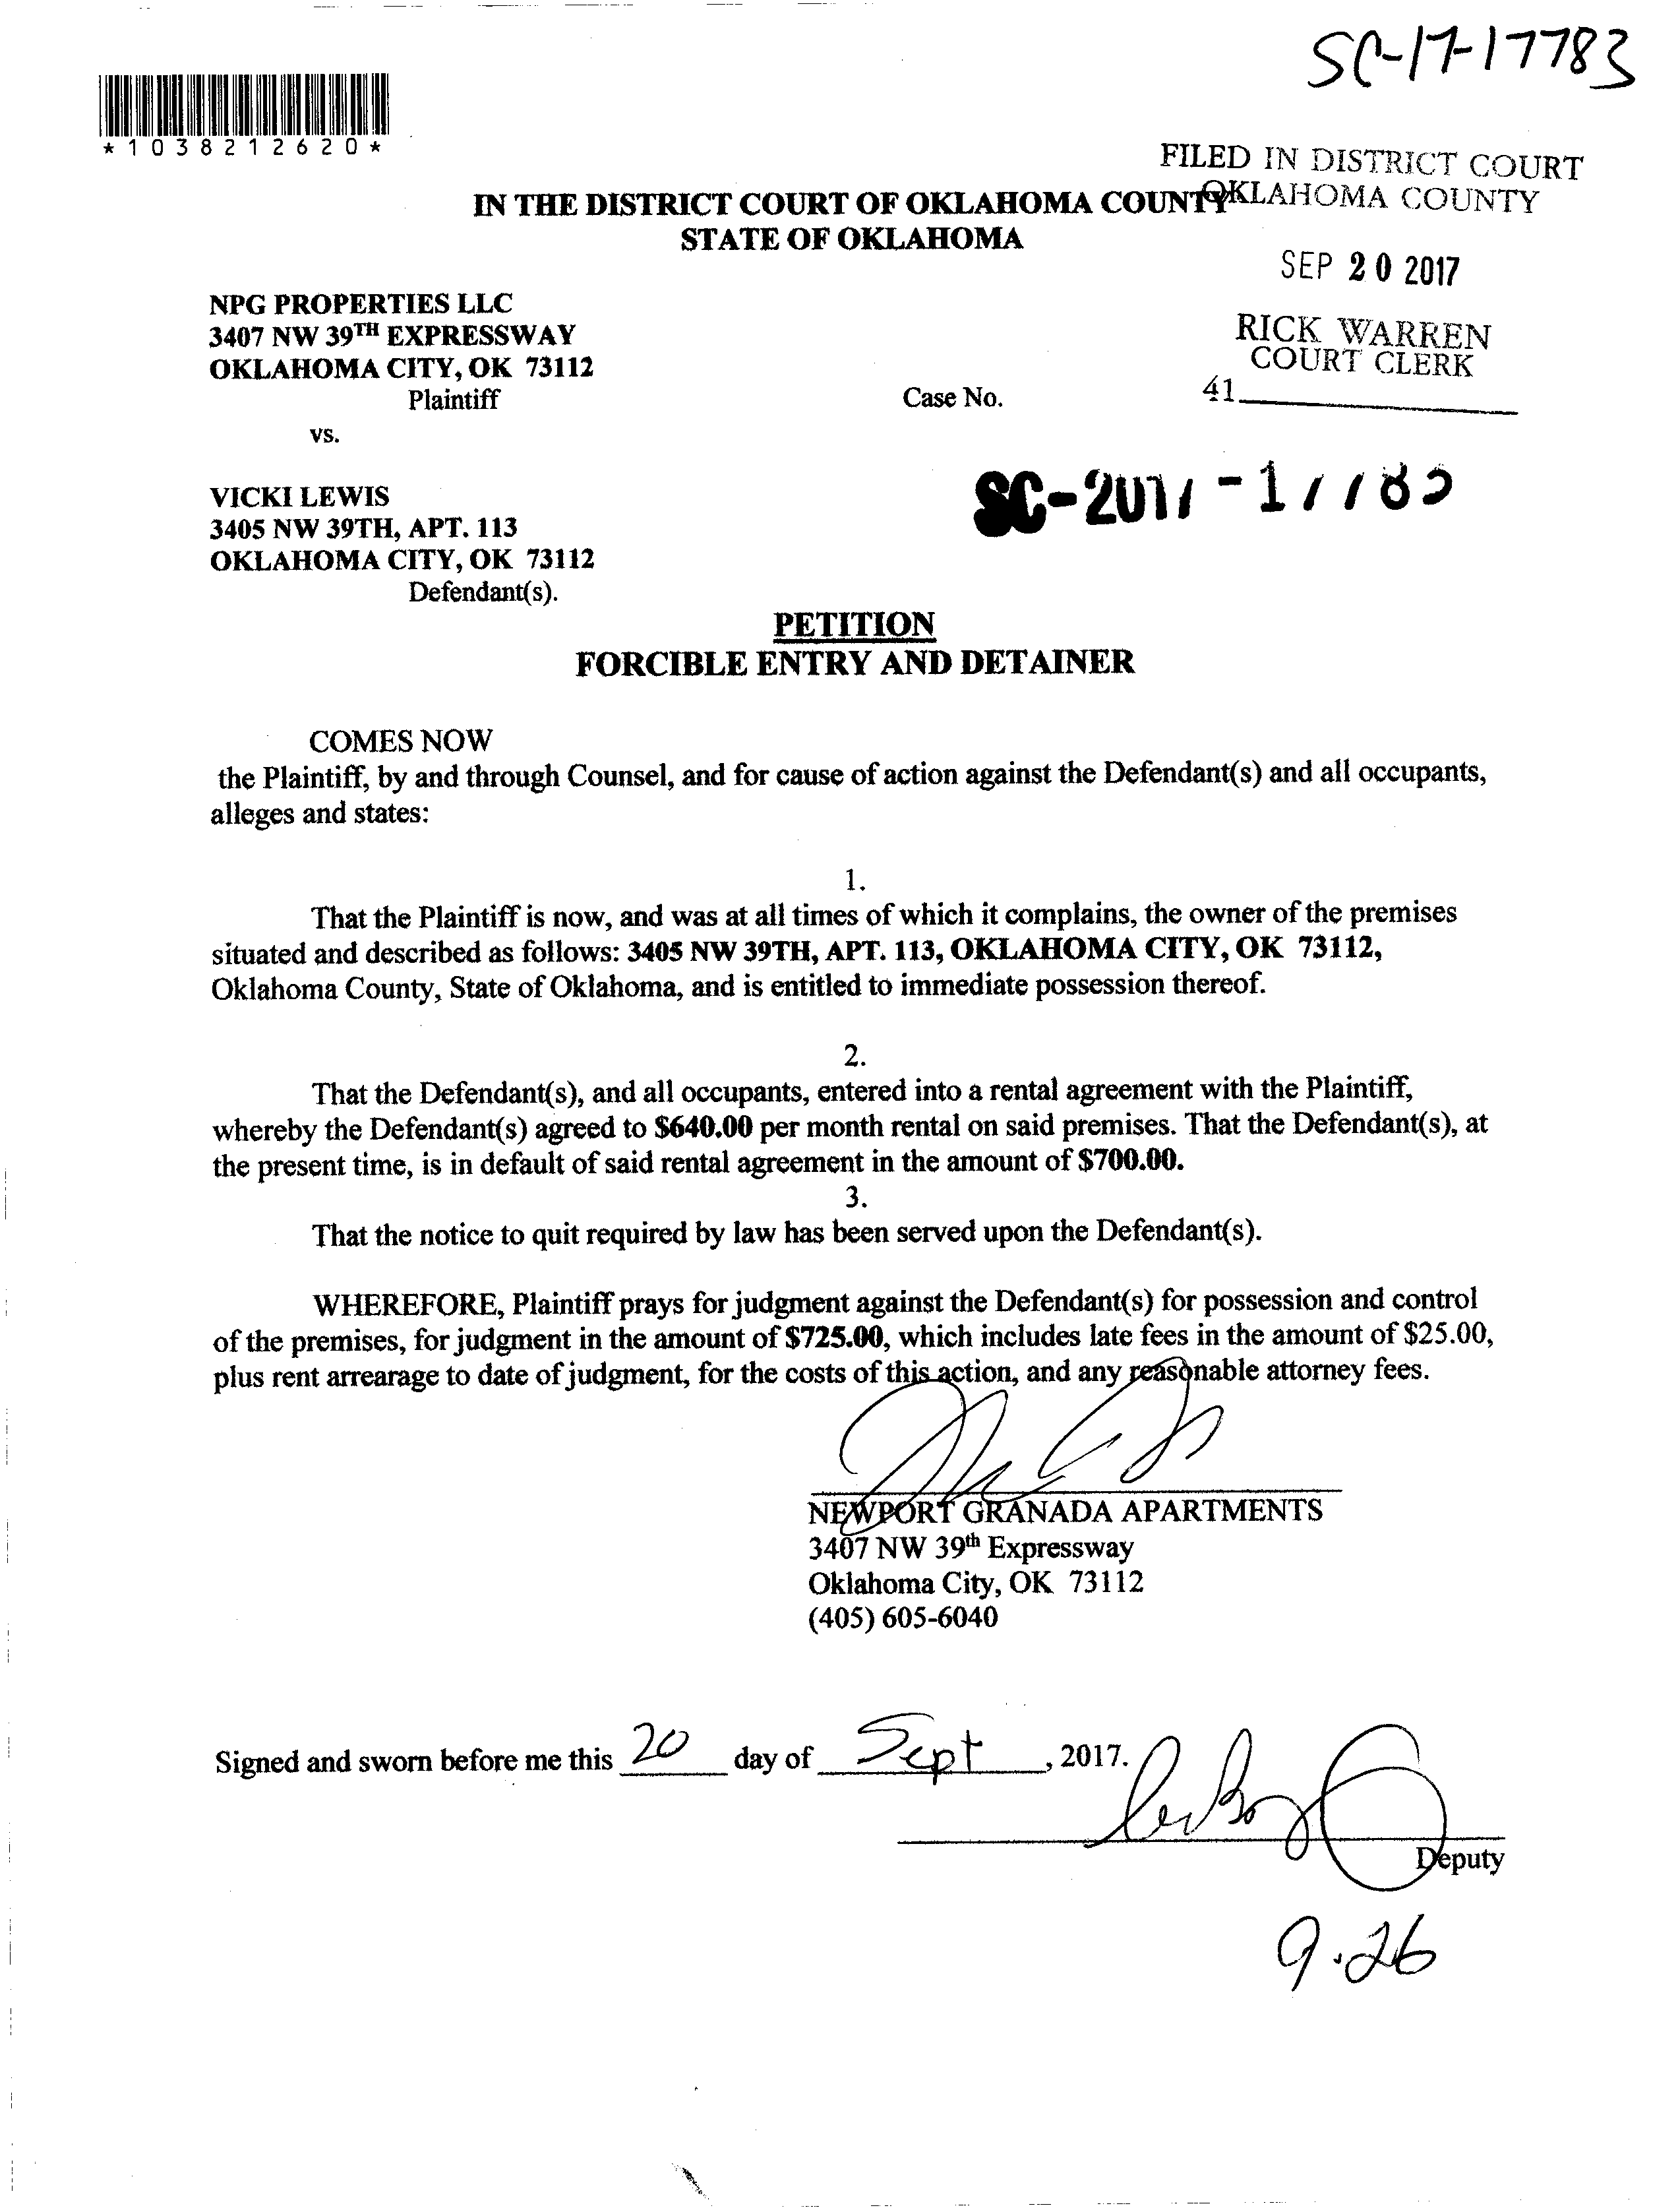 SC-17-17783
*1038212620*
FILED IN DISTRICT COURT
OKLAHOMA COUNTY
IN THE DISTRICT COURT OF OKLAHOMA COUNTY
STATE OF OKLAHOMA
SEP 20 2017
NPG PROPERTIES LLC
3407 NW 39TH EXPRESSWAY
OKLAHOMA CITY, OK 73112
Plaintiff
RICK WARREN
COURT CLERK
Case No.
41
vs.
VICKI LEWIS
3405 NW 39TH, APT. 113
OKLAHOMA CITY, OK 73112
Defendant(s).
PETITION
FORCIBLE ENTRY AND DETAINER
COMES NOW
the Plaintiff, by and through Counsel, and for cause of action against the Defendant(s) and all occupants,
alleges and states:
1.
That the Plaintiff is now, and was at all times of which it complains, the owner of the premises
situated and described as follows: 3405 NW 39TH, APT. 113, OKLAHOMA CITY, OK 73112,
Oklahoma County, State of Oklahoma, and is entitled to immediate possession thereof.
2.
That the Defendant(s), and all occupants, entered into a rental agreement with the Plaintiff,
whereby the Defendant(s) agreed to $640.00 per month rental on said premises. That the Defendant(s), at
the present time, is in default of said rental agreement in the amount of $700.00.
3.
That the notice to quit required by law has been served upon the Defendant(s).
WHEREFORE, Plaintiff prays for judgment against the Defendant(s) for possession and control
of the premises, for judgment in the amount of $725.00, which includes late fees in the amount of $25.00,
plus rent arrearage to date of judgment, for the costs of this action, and any reasonable attorney fees.
NEWPORT GRANADA APARTMENTS
3407 NW 39th Expressway
Oklahoma City, OK 73112
(405) 605-6040
Signed and sworn before me this 20 day of Sept, 2017.
Deputy
9.26